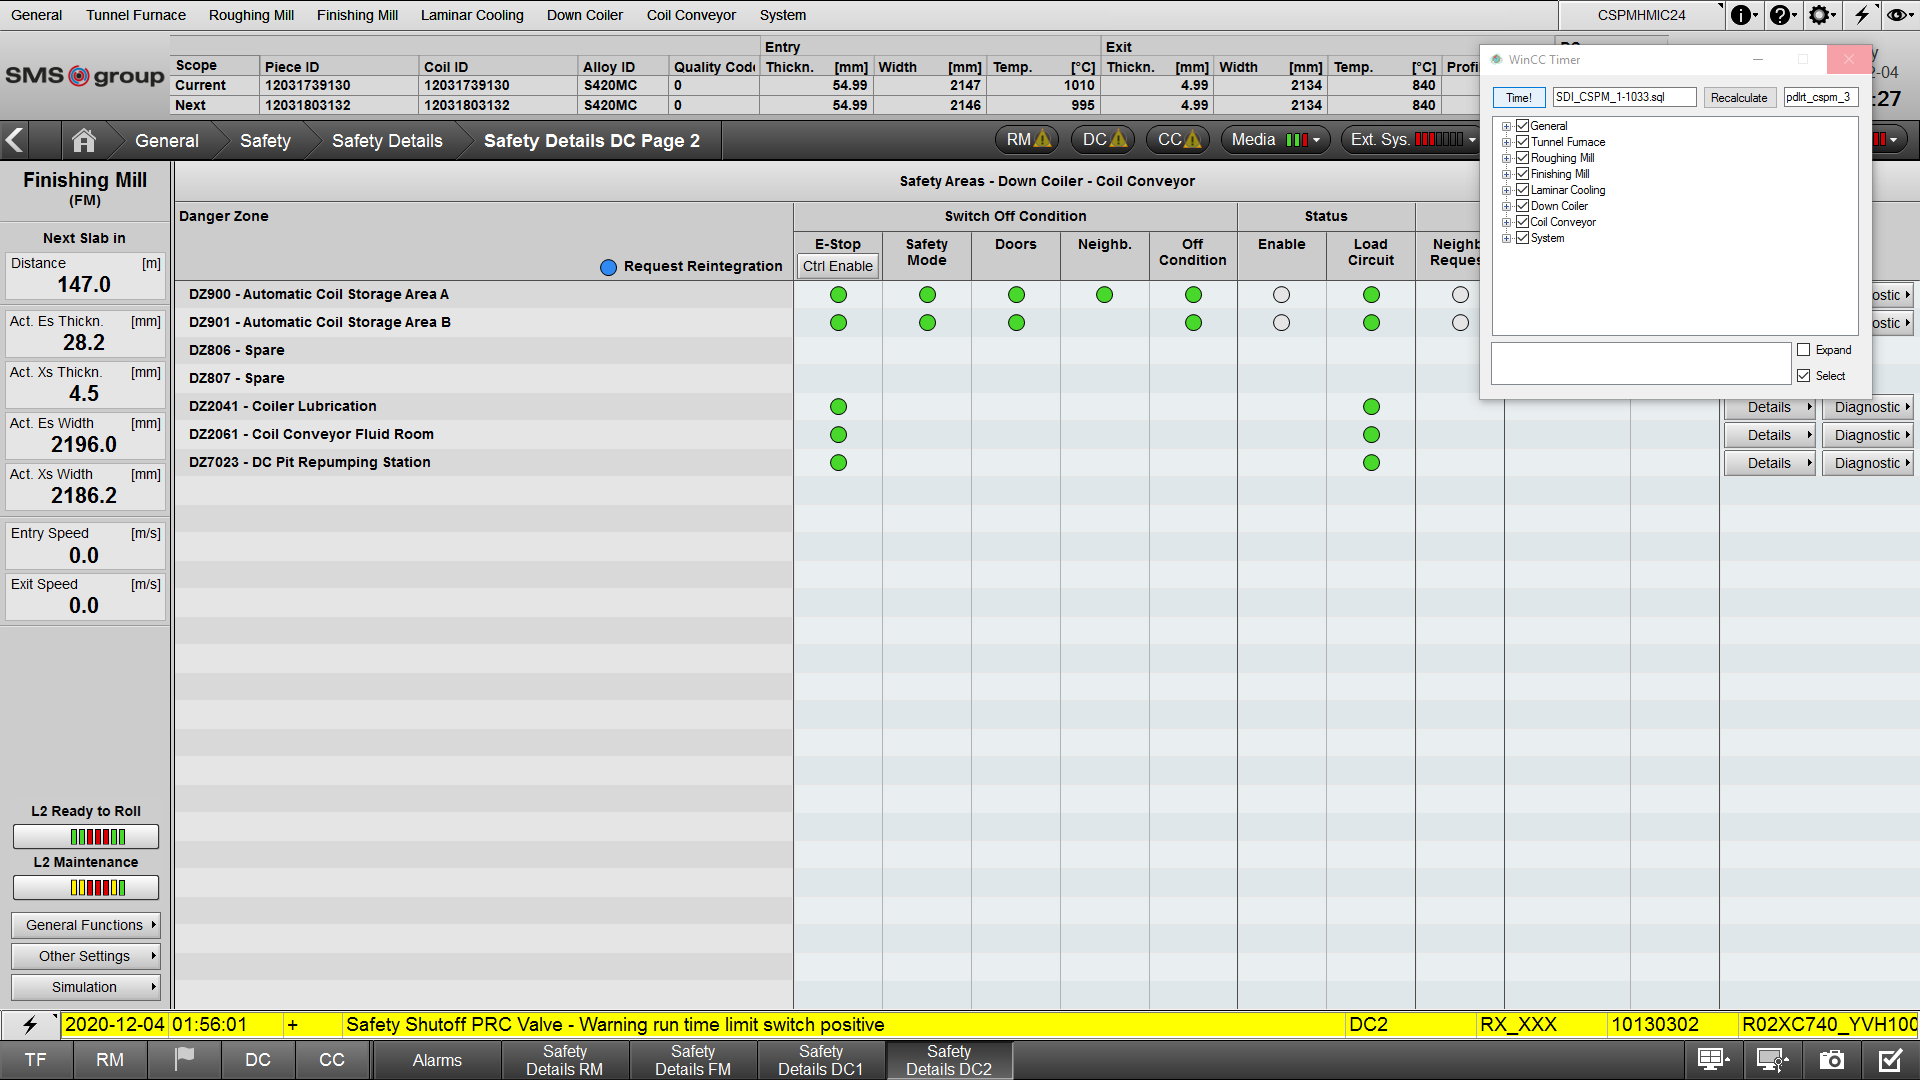 General Tunnel Furnace Roughing Mill Finishing Mill Laminar Cooling Down Coiler Coil Conveyor System CSPMHMIC24
SMS group
Entry Exit
Scope Piece ID Coil ID Alloy ID Quality Code Thickn. [mm] Width [mm] Temp. [°C] Thickn. [mm] Width [mm] Temp. [°C] Profi
Current 12031739130 12031739130 S420MC 0 54.99 2147 1010 4.99 2134 840
Next 12031803132 12031803132 S420MC 0 54.99 2146 995 4.99 2134 840
2-04
:27
WinCC Timer
Time! SDI_CSPM_1-1033.sql Recalculate pdlrt_cspm_3
General
Tunnel Furnace
Roughing Mill
Finishing Mill
Laminar Cooling
Down Coiler
Coil Conveyor
System
Expand
Select
General Safety Safety Details Safety Details DC Page 2 RM DC CC Media Ext. Sys.
Finishing Mill
(FM)
Next Slab in
Distance [m]
147.0
Act. Es Thickn. [mm]
28.2
Act. Xs Thickn. [mm]
4.5
Act. Es Width [mm]
2196.0
Act. Xs Width [mm]
2186.2
Entry Speed [m/s]
0.0
Exit Speed [m/s]
0.0
L2 Ready to Roll
L2 Maintenance
General Functions
Other Settings
Simulation
Safety Areas - Down Coiler - Coil Conveyor
Danger Zone Switch Off Condition Status
Request Reintegration
E-Stop Safety Mode Doors Neighb. Off Condition Enable Load Circuit Neighb Reques
Ctrl Enable
DZ900 - Automatic Coil Storage Area A ostic
DZ901 - Automatic Coil Storage Area B ostic
DZ806 - Spare
DZ807 - Spare
DZ2041 - Coiler Lubrication Details Diagnostic
DZ2061 - Coil Conveyor Fluid Room Details Diagnostic
DZ7023 - DC Pit Repumping Station Details Diagnostic
2020-12-04 01:56:01 + Safety Shutoff PRC Valve - Warning run time limit switch positive DC2 RX_XXX 10130302 R02XC740_YVH100
TF RM DC CC Alarms Safety Details RM Safety Details FM Safety Details DC1 Safety Details DC2